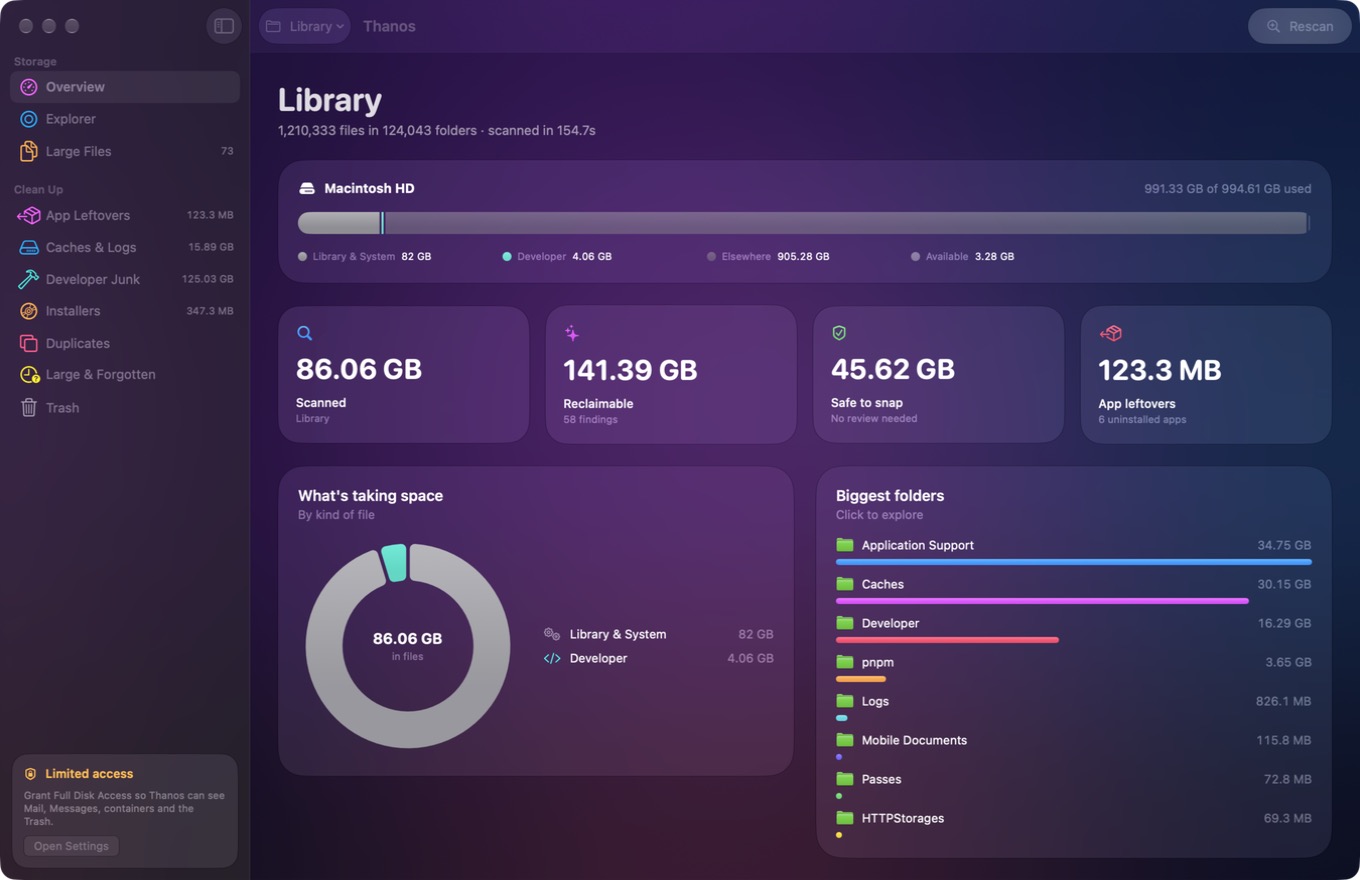 Library
Thanos
Rescan
Storage
Overview
Explorer
Large Files 73
Clean Up
App Leftovers 123.3 MB
Caches & Logs 15.89 GB
Developer Junk 125.03 GB
Installers 347.3 MB
Duplicates
Large & Forgotten
Trash
Limited access
Grant Full Disk Access so Thanos can see
Mail, Messages, containers and the
Trash.
Open Settings
Library
1,210,333 files in 124,043 folders · scanned in 154.7s
Macintosh HD 991.33 GB of 994.61 GB used
Library & System 82 GB Developer 4.06 GB Elsewhere 905.28 GB Available 3.28 GB
86.06 GB
Scanned
Library
141.39 GB
Reclaimable
58 findings
45.62 GB
Safe to snap
No review needed
123.3 MB
App leftovers
6 uninstalled apps
What's taking space
By kind of file
86.06 GB
in files
Library & System 82 GB
Developer 4.06 GB
Biggest folders
Click to explore
Application Support 34.75 GB
Caches 30.15 GB
Developer 16.29 GB
pnpm 3.65 GB
Logs 826.1 MB
Mobile Documents 115.8 MB
Passes 72.8 MB
HTTPStorages 69.3 MB